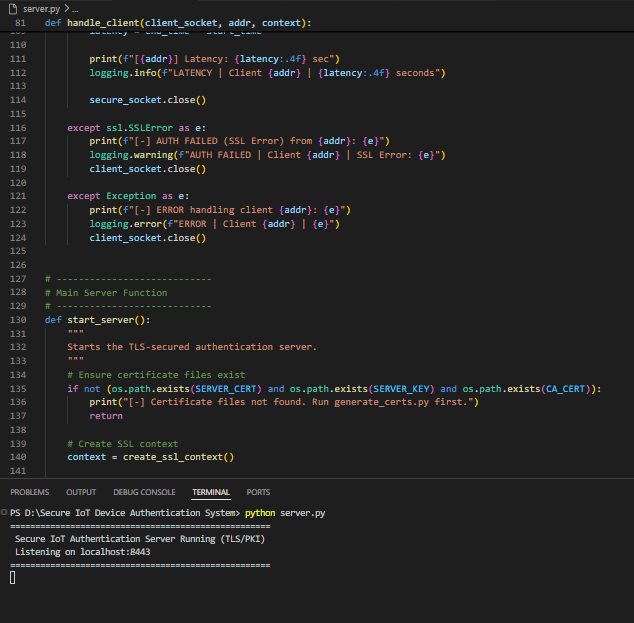 server.py > ...
81 def handle_client(client_socket, addr, context):
109 latency = end_time - start_time
110
111 print(f"[{addr}] Latency: {latency:.4f} sec")
112 logging.info(f"LATENCY | Client {addr} | {latency:.4f} seconds")
113
114 secure_socket.close()
115
116 except ssl.SSLError as e:
117 print(f"[-] AUTH FAILED (SSL Error) from {addr}: {e}")
118 logging.warning(f"AUTH FAILED | Client {addr} | SSL Error: {e}")
119 client_socket.close()
120
121 except Exception as e:
122 print(f"[-] ERROR handling client {addr}: {e}")
123 logging.error(f"ERROR | Client {addr} | {e}")
124 client_socket.close()
125
126
127 # ----------------------------
128 # Main Server Function
129 # ----------------------------
130 def start_server():
131 """
132 Starts the TLS-secured authentication server.
133 """
134 # Ensure certificate files exist
135 if not (os.path.exists(SERVER_CERT) and os.path.exists(SERVER_KEY) and os.path.exists(CA_CERT)):
136 print("[-] Certificate files not found. Run generate_certs.py first.")
137 return
138
139 # Create SSL context
140 context = create_ssl_context()
141
PROBLEMS OUTPUT DEBUG CONSOLE TERMINAL PORTS
PS D:\Secure IoT Device Authentication System> python server.py
====================================================
Secure IoT Authentication Server Running (TLS/PKI)
Listening on localhost:8443
====================================================